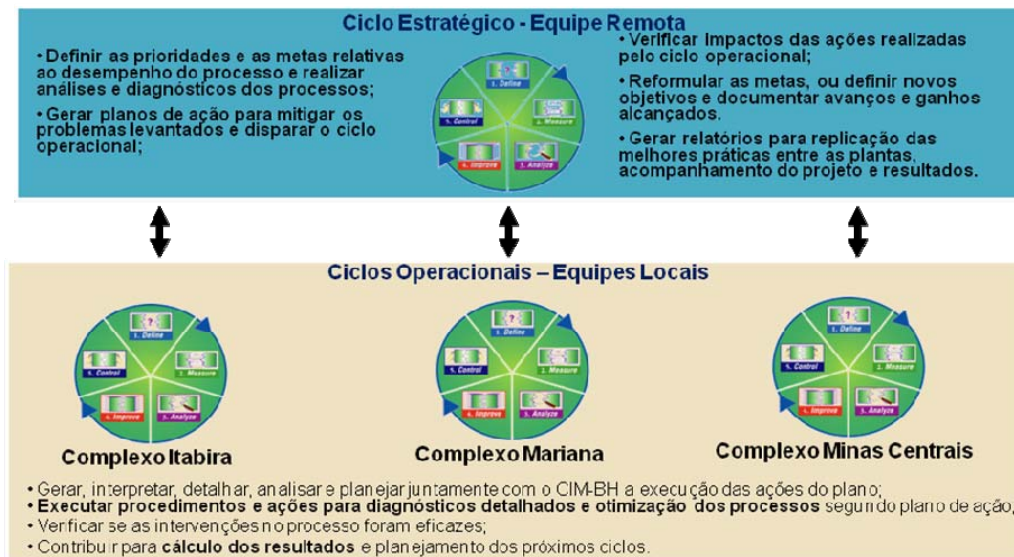 Ciclo Estratégico - Equipe Remota
• Definir as prioridades e as metas relativas
ao desempenho do processo e realizar
análises e diagnósticos dos processos;
• Gerar planos de ação para mitigar os
problemas levantados e disparar o ciclo
operacional;
1. Define
2. Measure
3. Analyze
4. Improve
5. Control
• Verificar impactos das ações realizadas
pelo ciclo operacional;
• Reformular as metas, ou definir novos
objetivos e documentar avanços e ganhos
alcançados.
• Gerar relatórios para replicação das
melhores práticas entre as plantas,
acompanhamento do projeto e resultados.
Ciclos Operacionais – Equipes Locais
?
1. Define
2. Measure
3. Analyze
4. Improve
5. Control
Complexo Itabira
?
1. Define
2. Measure
3. Analyze
4. Improve
5. Control
Complexo Mariana
?
1. Define
2. Measure
3. Analyze
4. Improve
5. Control
Complexo Minas Centrais
• Gerar, interpretar, detalhar, analisar e planejar juntamente com o CIM-BH a execução das ações do plano;
• Executar procedimentos e ações para diagnósticos detalhados e otimização dos processos segundo plano de ação;
• Verificar se as intervenções no processo foram eficazes;
• Contribuir para cálculo dos resultados e planejamento dos próximos ciclos.